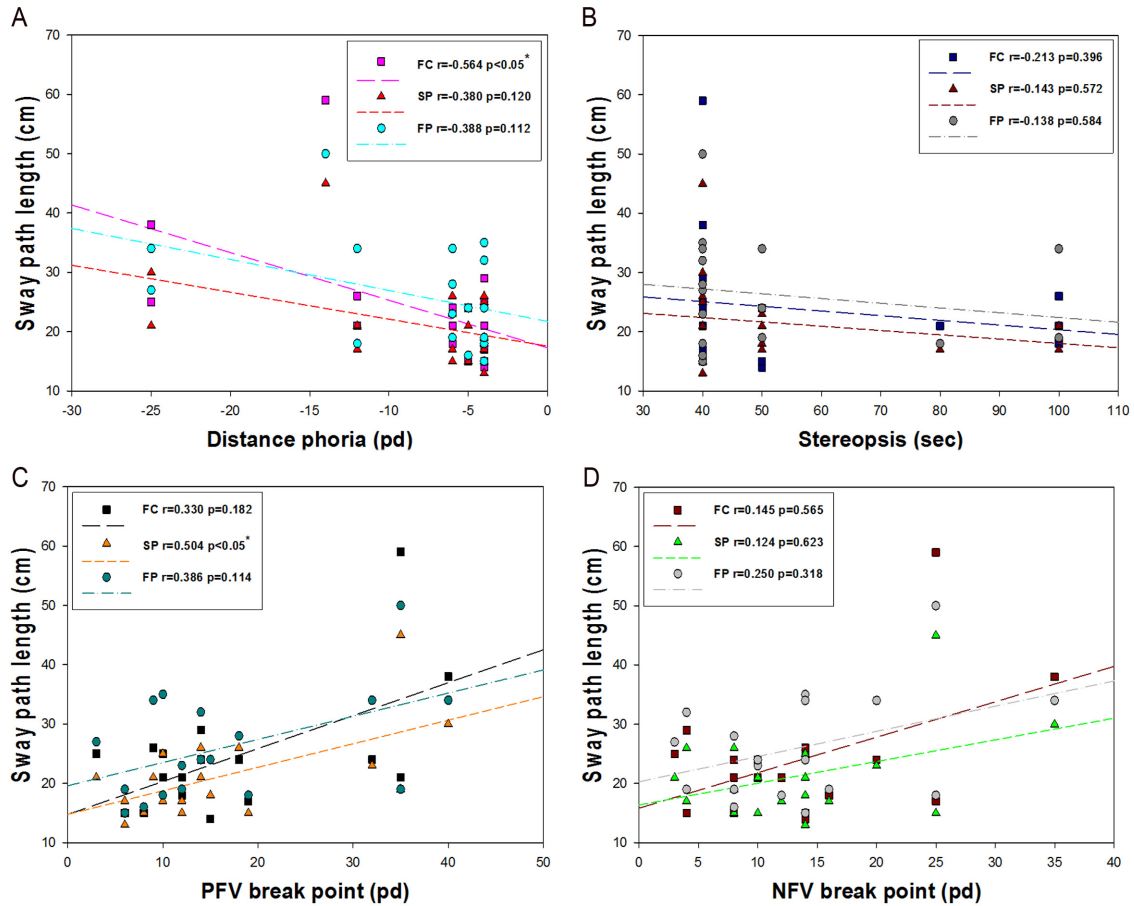 A
Sway path length (cm)
70
60
50
40
30
20
10
FC r=-0.564 p<0.05*
SP r=-0.380 p=0.120
FP r=-0.388 p=0.112
-30 -25 -20 -15 -10 -5 0
Distance phoria (pd)
B
Sway path length (cm)
70
60
50
40
30
20
10
FC r=-0.213 p=0.396
SP r=-0.143 p=0.572
FP r=-0.138 p=0.584
30 40 50 60 70 80 90 100 110
Stereopsis (sec)
C
Sway path length (cm)
70
60
50
40
30
20
10
FC r=0.330 p=0.182
SP r=0.504 p<0.05*
FP r=0.386 p=0.114
0 10 20 30 40 50
PFV break point (pd)
D
Sway path length (cm)
70
60
50
40
30
20
10
FC r=0.145 p=0.565
SP r=0.124 p=0.623
FP r=0.250 p=0.318
0 5 10 15 20 25 30 35 40
NFV break point (pd)